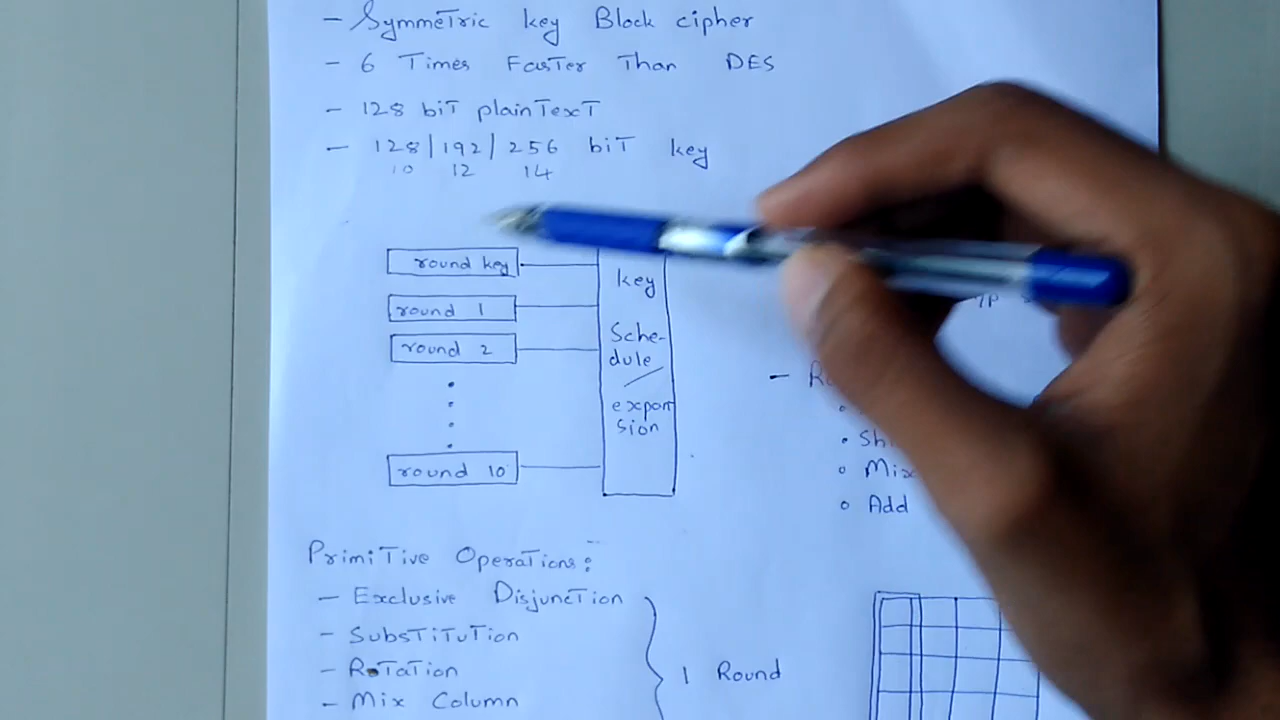 - Symmetric key Block cipher
- 6 Times Faster Than DES
- 128 biT plainTexT
- 128/192/256 biT key
10 12 14
round key
round 1
round 2
round 10
key
Sche-
dule
/
expan
sion
• Sh
• Mix
• Add
Primitive Operations:
- Exclusive Disjunction
- Substitution
- Rotation
- Mix Column
1 Round